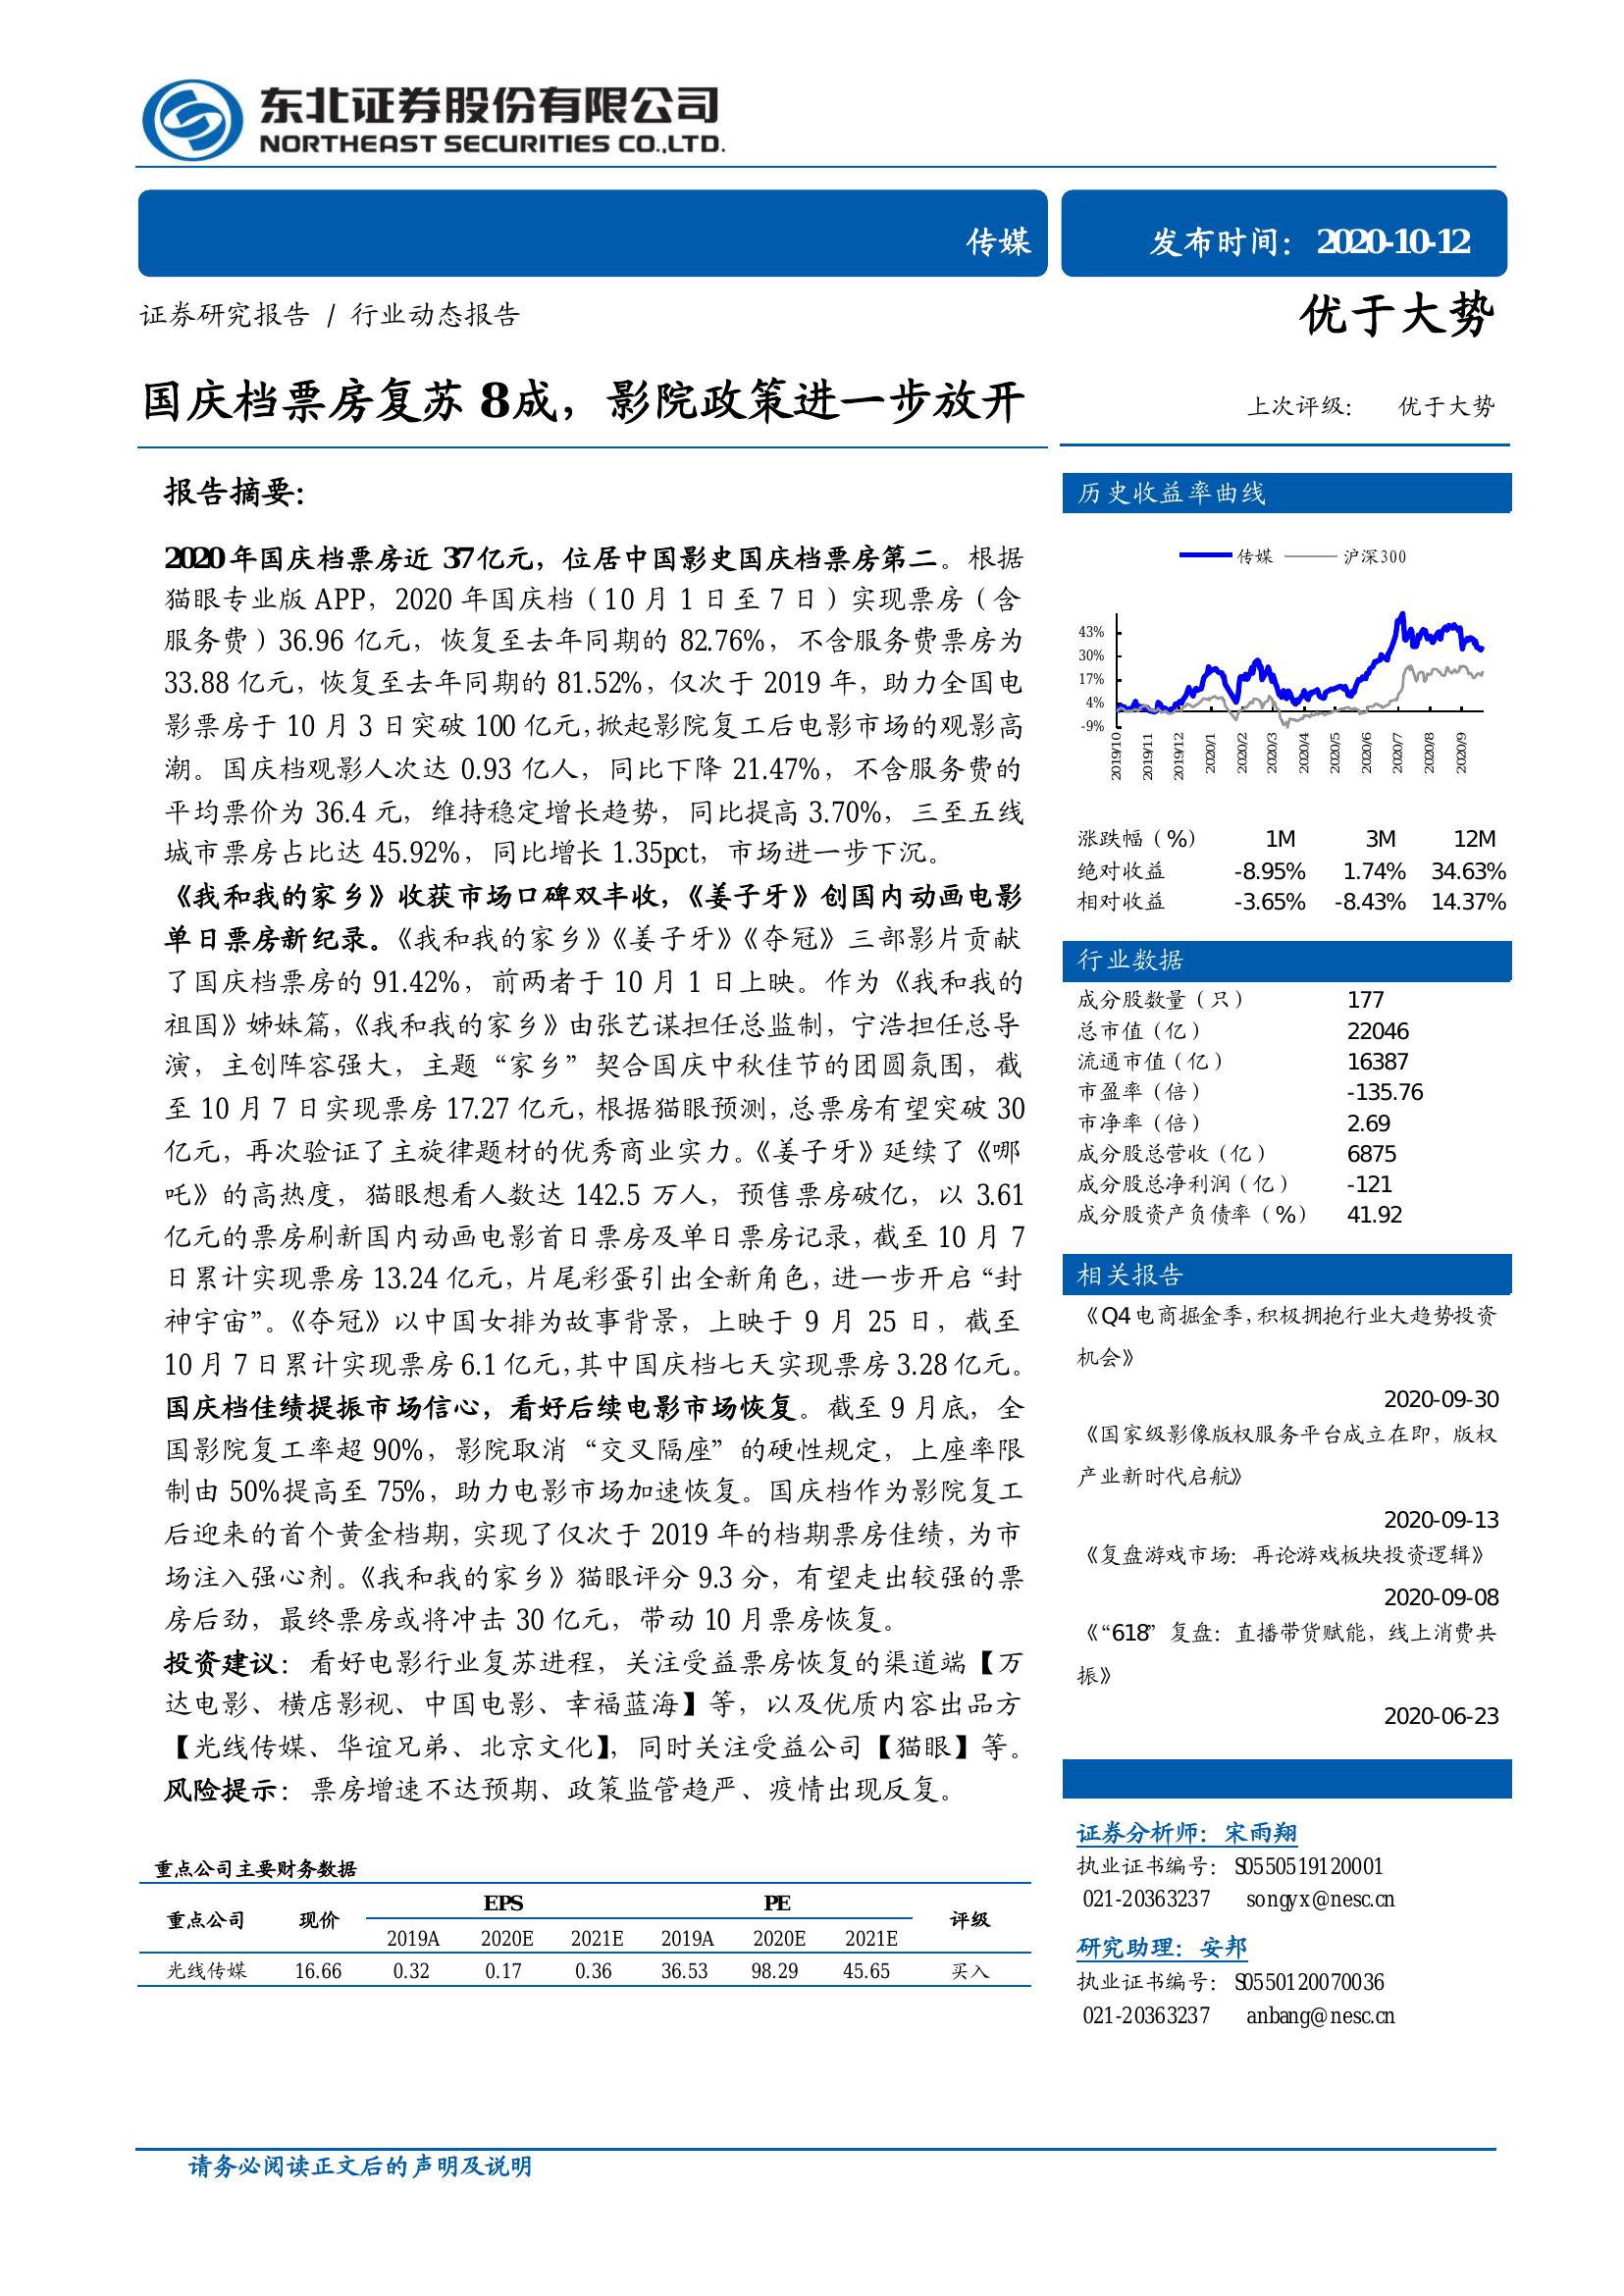 东北证券股份有限公司
NORTHEAST SECURITIES CO.,LTD.
传媒
发布时间：2020-10-12
证券研究报告 / 行业动态报告
优于大势
国庆档票房复苏 8成，影院政策进一步放开
上次评级： 优于大势
报告摘要：
2020 年国庆档票房近 37亿元，位居中国影史国庆档票房第二。根据
猫眼专业版 APP，2020 年国庆档（10 月 1 日至 7 日）实现票房（含
服务费）36.96 亿元，恢复至去年同期的 82.76%，不含服务费票房为
33.88 亿元，恢复至去年同期的 81.52%，仅次于 2019 年，助力全国电
影票房于 10 月 3 日突破 100 亿元，掀起影院复工后电影市场的观影高
潮。国庆档观影人次达 0.93 亿人，同比下降 21.47%，不含服务费的
平均票价为 36.4 元，维持稳定增长趋势，同比提高 3.70%，三至五线
城市票房占比达 45.92%，同比增长 1.35pct，市场进一步下沉。
《我和我的家乡》收获市场口碑双丰收，《姜子牙》创国内动画电影
单日票房新纪录。《我和我的家乡》《姜子牙》《夺冠》三部影片贡献
了国庆档票房的 91.42%，前两者于 10 月 1 日上映。作为《我和我的
祖国》姊妹篇，《我和我的家乡》由张艺谋担任总监制，宁浩担任总导
演，主创阵容强大，主题“家乡”契合国庆中秋佳节的团圆氛围，截
至 10 月 7 日实现票房 17.27 亿元，根据猫眼预测，总票房有望突破 30
亿元，再次验证了主旋律题材的优秀商业实力。《姜子牙》延续了《哪
吒》的高热度，猫眼想看人数达 142.5 万人，预售票房破亿，以 3.61
亿元的票房刷新国内动画电影首日票房及单日票房记录，截至 10 月 7
日累计实现票房 13.24 亿元，片尾彩蛋引出全新角色，进一步开启“封
神宇宙”。《夺冠》以中国女排为故事背景，上映于 9 月 25 日，截至
10 月 7 日累计实现票房 6.1 亿元，其中国庆档七天实现票房 3.28 亿元。
国庆档佳绩提振市场信心，看好后续电影市场恢复。截至 9 月底，全
国影院复工率超 90%，影院取消“交叉隔座”的硬性规定，上座率限
制由 50%提高至 75%，助力电影市场加速恢复。国庆档作为影院复工
后迎来的首个黄金档期，实现了仅次于 2019 年的档期票房佳绩，为市
场注入强心剂。《我和我的家乡》猫眼评分 9.3 分，有望走出较强的票
房后劲，最终票房或将冲击 30 亿元，带动 10 月票房恢复。
投资建议：看好电影行业复苏进程，关注受益票房恢复的渠道端【万
达电影、横店影视、中国电影、幸福蓝海】等，以及优质内容出品方
【光线传媒、华谊兄弟、北京文化】，同时关注受益公司【猫眼】等。
风险提示：票房增速不达预期、政策监管趋严、疫情出现反复。
重点公司主要财务数据
重点公司 现价 EPS PE 评级
2019A 2020E 2021E 2019A 2020E 2021E
光线传媒 16.66 0.32 0.17 0.36 36.53 98.29 45.65 买入
历史收益率曲线
传媒 沪深300
43%
30%
17%
4%
-9%
2019/10 2019/11 2019/12 2020/1 2020/2 2020/3 2020/4 2020/5 2020/6 2020/7 2020/8 2020/9
涨跌幅（%） 1M 3M 12M
绝对收益 -8.95% 1.74% 34.63%
相对收益 -3.65% -8.43% 14.37%
行业数据
成分股数量（只） 177
总市值（亿） 22046
流通市值（亿） 16387
市盈率（倍） -135.76
市净率（倍） 2.69
成分股总营收（亿） 6875
成分股总净利润（亿） -121
成分股资产负债率（%） 41.92
相关报告
《Q4 电商掘金季，积极拥抱行业大趋势投资
机会》
2020-09-30
《国家级影像版权服务平台成立在即，版权
产业新时代启航》
2020-09-13
《复盘游戏市场：再论游戏板块投资逻辑》
2020-09-08
《“618”复盘：直播带货赋能，线上消费共
振》
2020-06-23
证券分析师：宋雨翔
执业证书编号：S0550519120001
021-20363237 songyx@nesc.cn
研究助理：安邦
执业证书编号：S0550120070036
021-20363237 anbang@nesc.cn
请务必阅读正文后的声明及说明